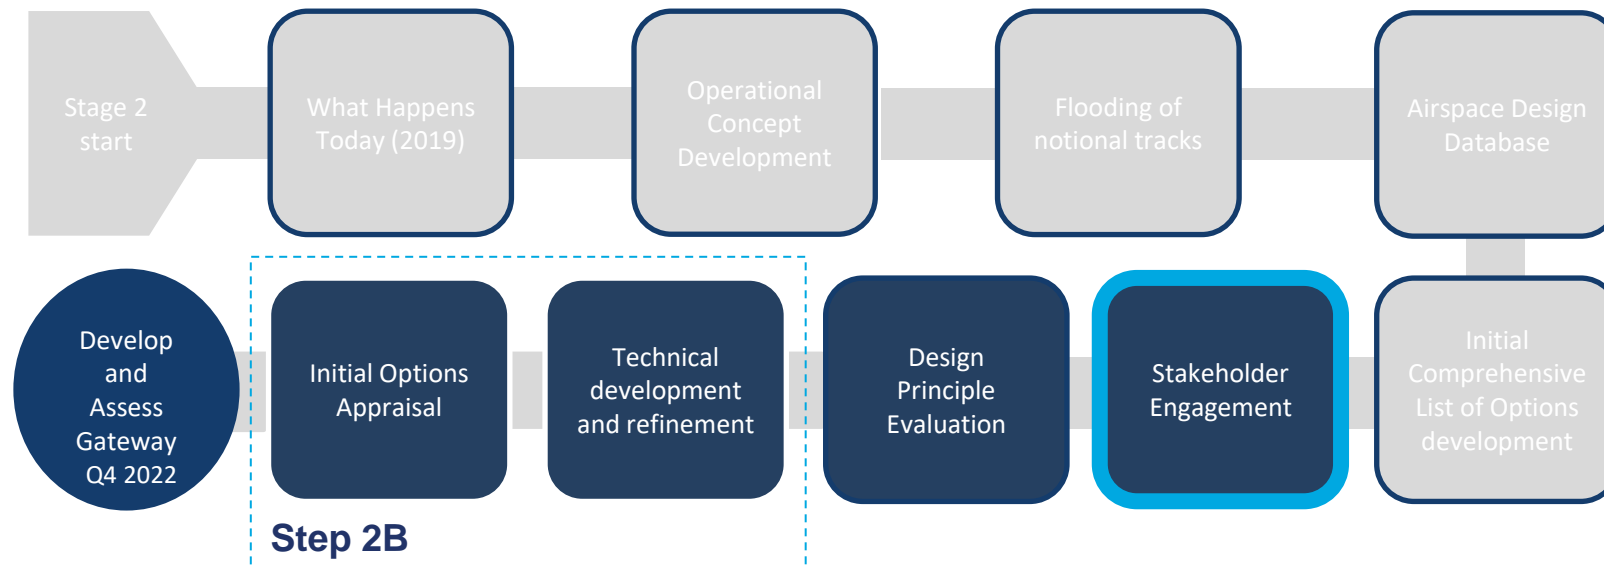 Stage 2
start
What Happens
Today (2019)
Operational
Concept
Development
Flooding of
notional tracks
Airspace Design
Database
Develop
and
Assess
Gateway
Q4 2022
Initial Options
Appraisal
Technical
development
and refinement
Design
Principle
Evaluation
Stakeholder
Engagement
Initial
Comprehensive
List of Options
development
Step 2B